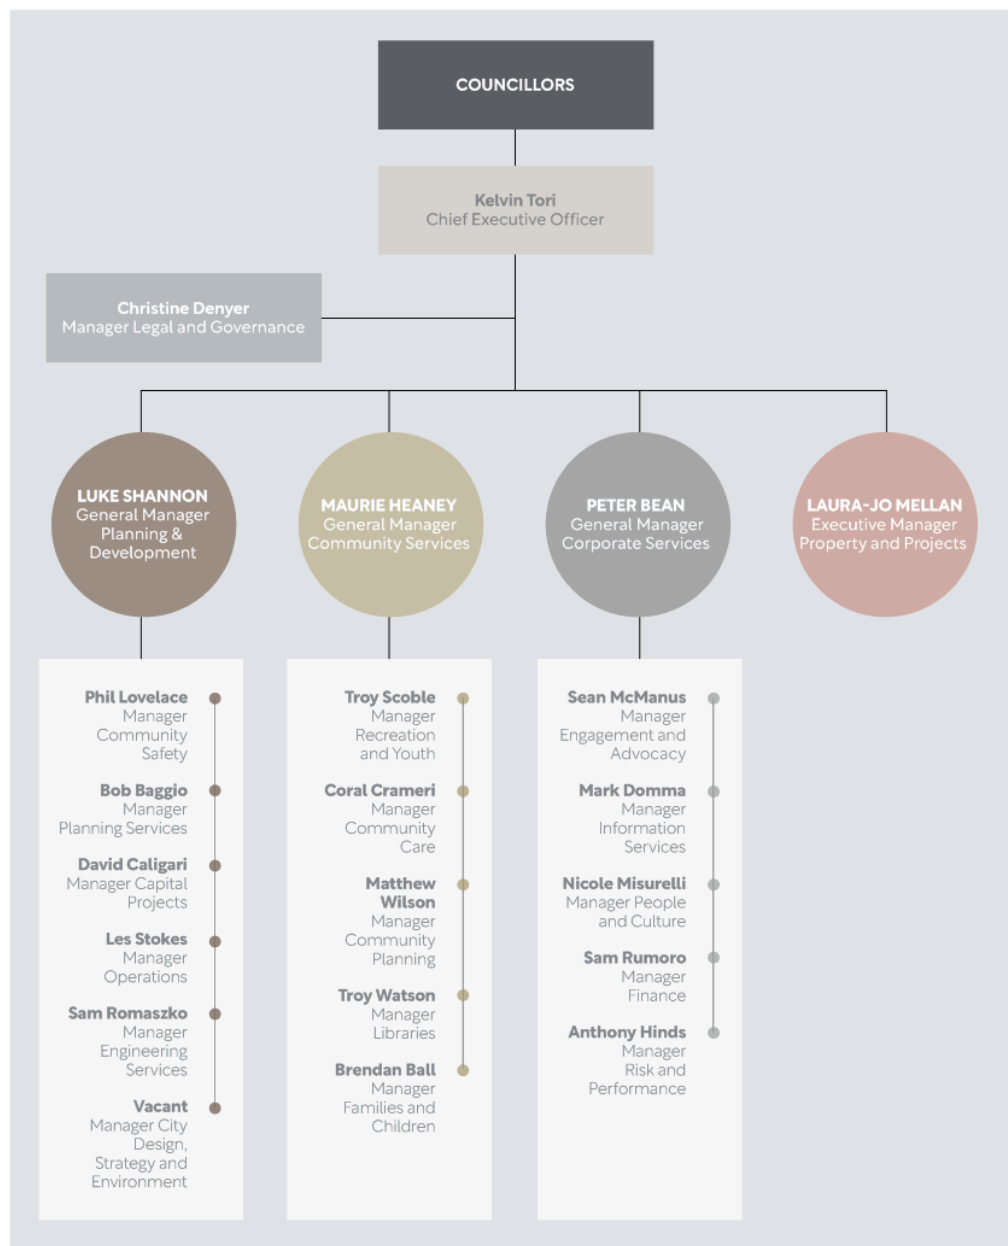 COUNCILLORS
Kelvin Tori
Chief Executive Officer
Christine Denyer
Manager Legal and Governance
LUKE SHANNON
General Manager
Planning &
Development
MAURIE HEANEY
General Manager
Community Services
PETER BEAN
General Manager
Corporate Services
LAURA-JO MELLAN
Executive Manager
Property and Projects
Phil Lovelace
Manager
Community
Safety
Bob Baggio
Manager
Planning Services
David Caligari
Manager Capital
Projects
Les Stokes
Manager
Operations
Sam Romaszko
Manager
Engineering
Services
Vacant
Manager City
Design,
Strategy and
Environment
Troy Scoble
Manager
Recreation
and Youth
Coral Crameri
Manager
Community
Care
Matthew
Wilson
Manager
Community
Planning
Troy Watson
Manager
Libraries
Brendan Ball
Manager
Families and
Children
Sean McManus
Manager
Engagement and
Advocacy
Mark Domma
Manager
Information
Services
Nicole Misurelli
Manager People
and Culture
Sam Rumoro
Manager
Finance
Anthony Hinds
Manager
Risk and
Performance